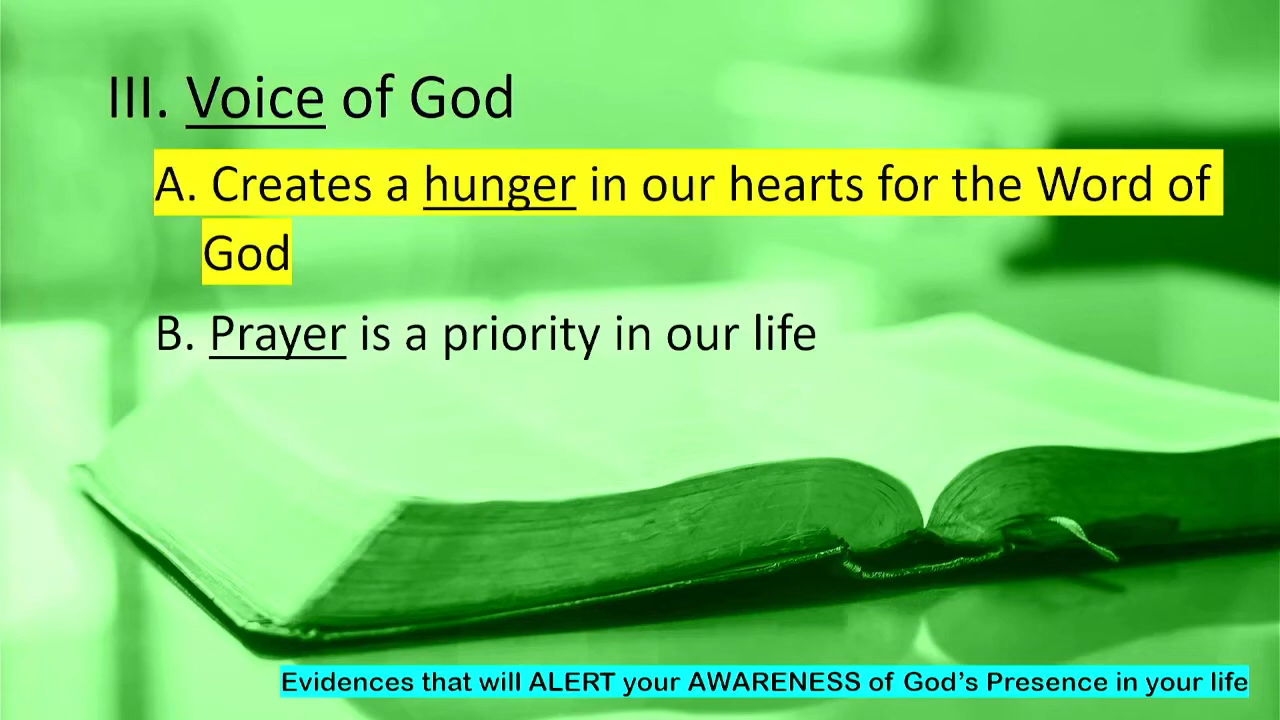 III. Voice of God
A. Creates a hunger in our hearts for the Word of
God
B. Prayer is a priority in our life
Evidences that will ALERT your AWARENESS of God’s Presence in your life